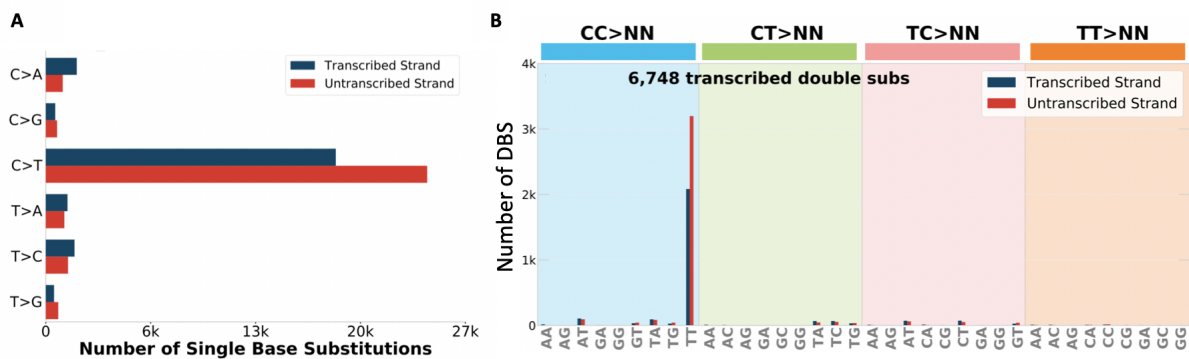 A
C>A
C>G
C>T
T>A
T>C
T>G
Transcribed Strand
Untranscribed Strand
0 6k 13k 20k 27k
Number of Single Base Substitutions
B
CC>NN CT>NN TC>NN TT>NN
6,748 transcribed double subs
Transcribed Strand
Untranscribed Strand
4k
3k
2k
1k
0
Number of DBS
AA AG AT GA GG GT TA TG TT AA AC AG GA GC GG TA TC TG AA AG AT CA CG CT GA GG GT AA AC AG CA CC CG GA GC GG